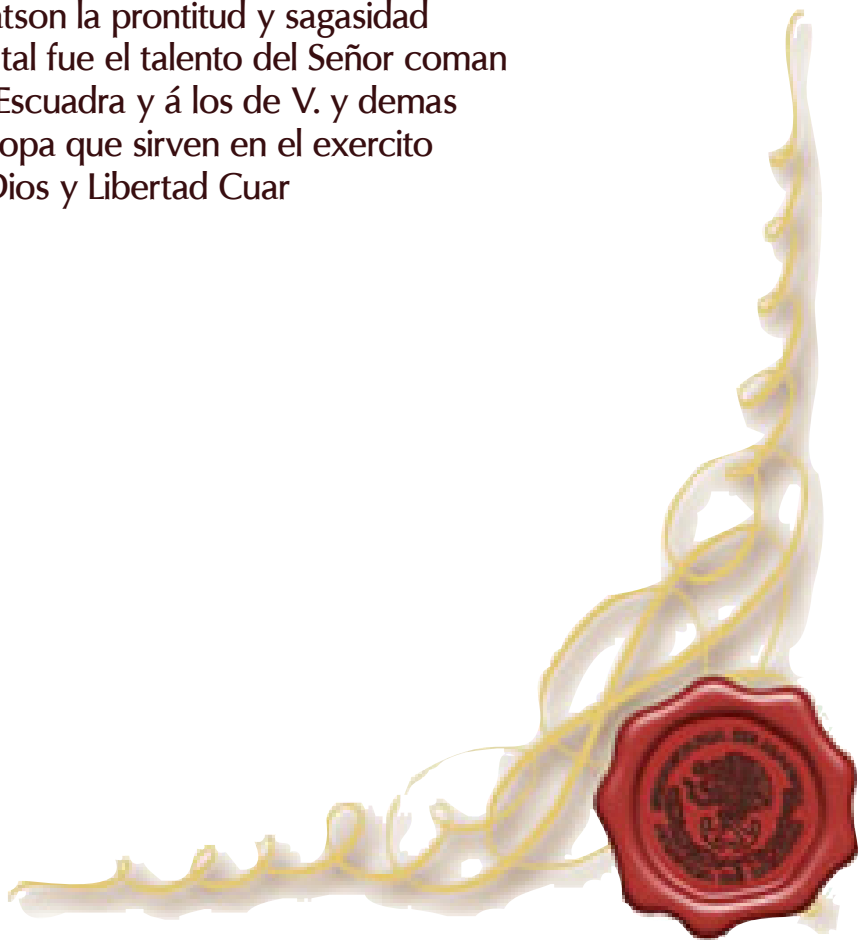 atson la prontitud y sagasidad
tal fue el talento del Señor coman
Escuadra y á los de V. y demas
opa que sirven en el exercito
Dios y Libertad Cuar